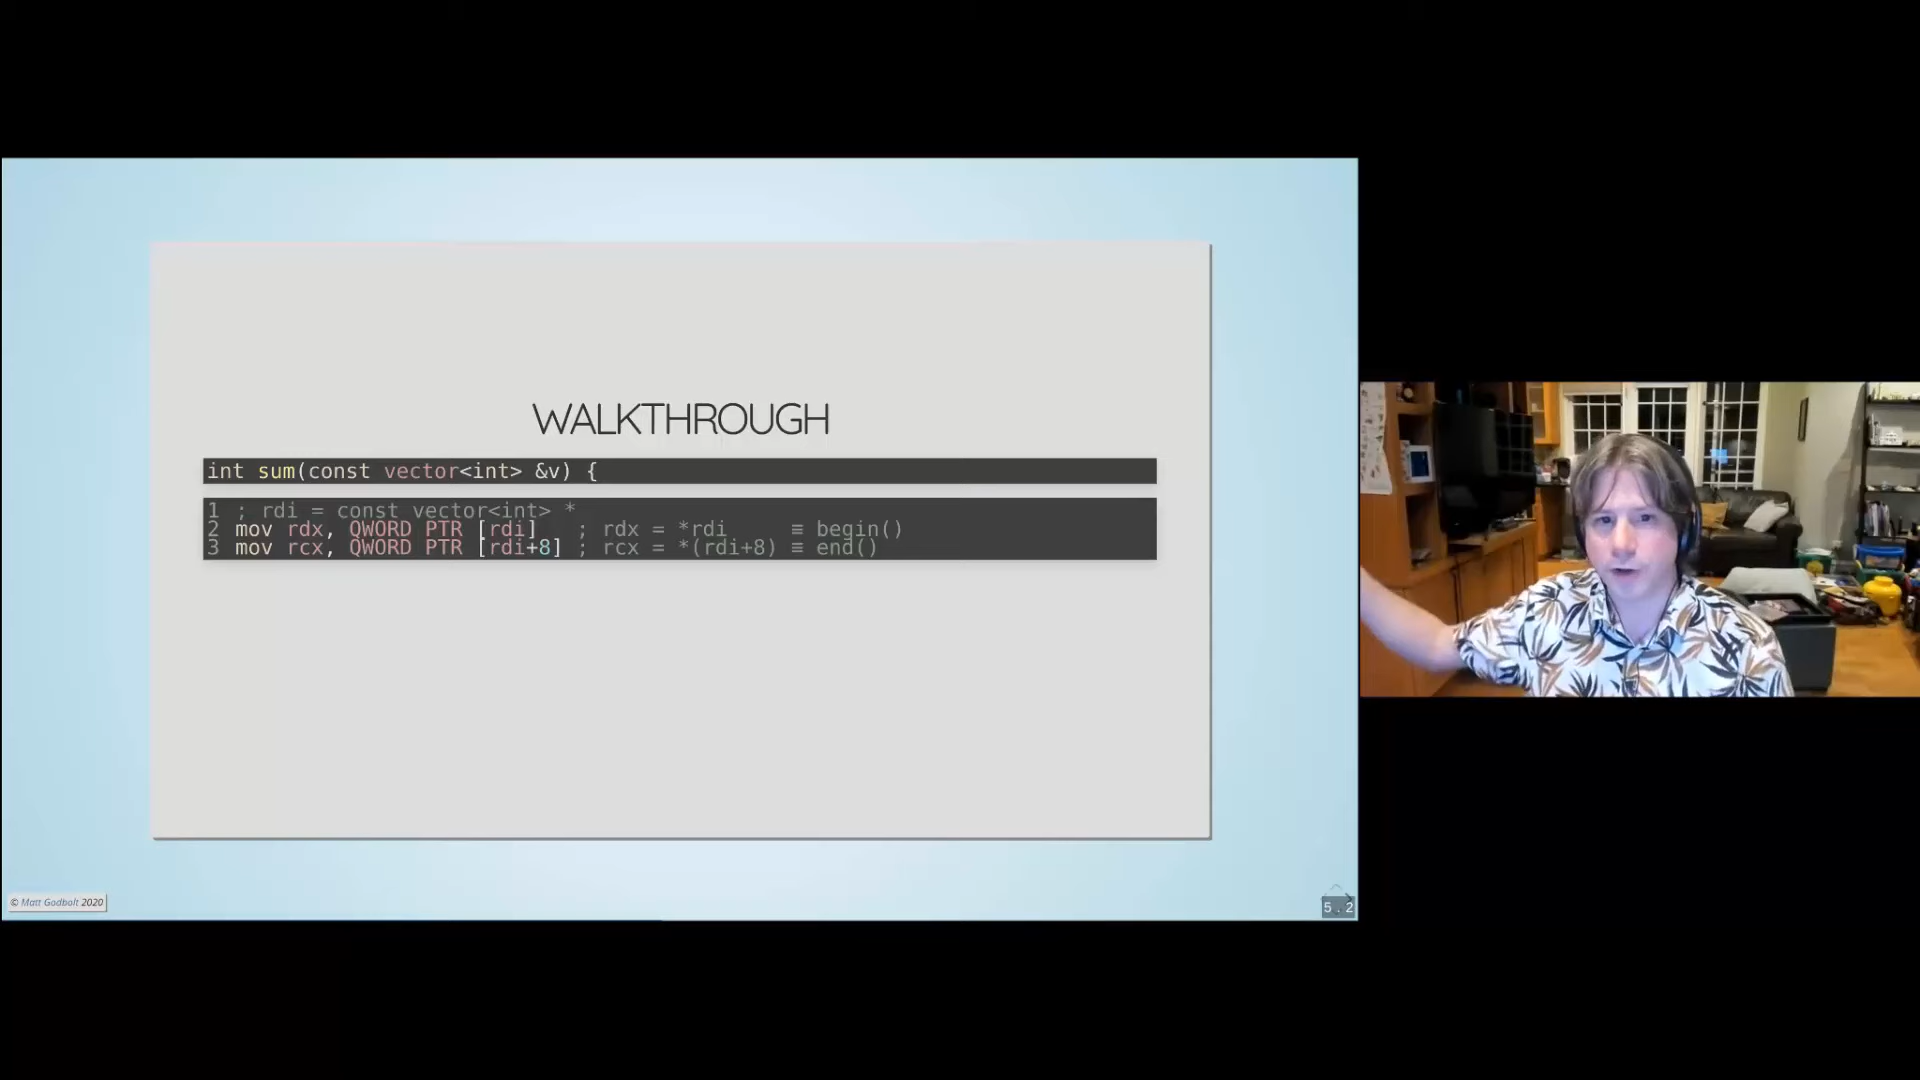 WALKTHROUGH
int sum(const vector<int> &v) {
1 ; rdi = const vector<int> *
2 mov rdx, QWORD PTR [rdi]   ; rdx = *rdi     ≡ begin()
3 mov rcx, QWORD PTR [rdi+8] ; rcx = *(rdi+8) ≡ end()
© Matt Godbolt 2020
5 . 2